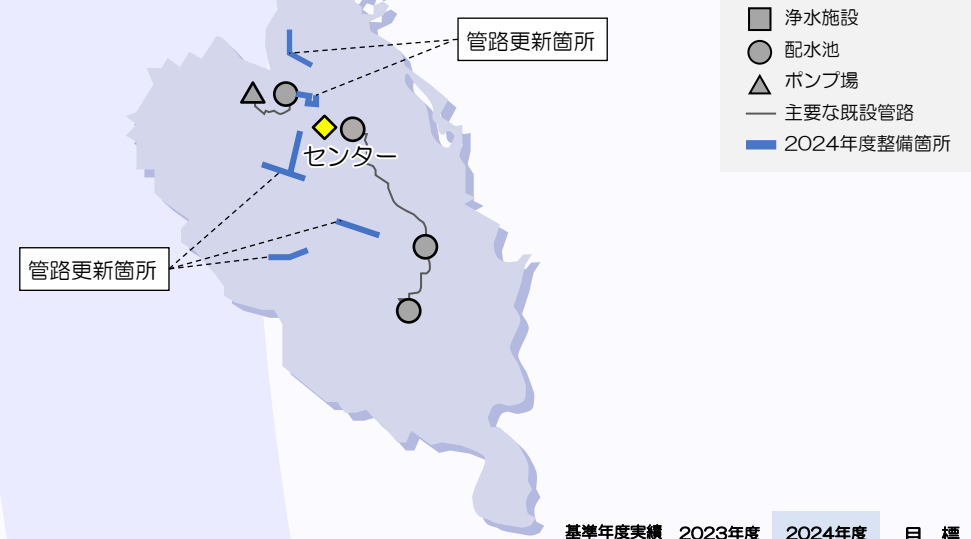 浄水施設
管路更新箇所
配水池
ポンプ場
主要な既設管路
2024年度整備箇所
センター
管路更新箇所
基準年度実績 2023年度 2024年度 目 標